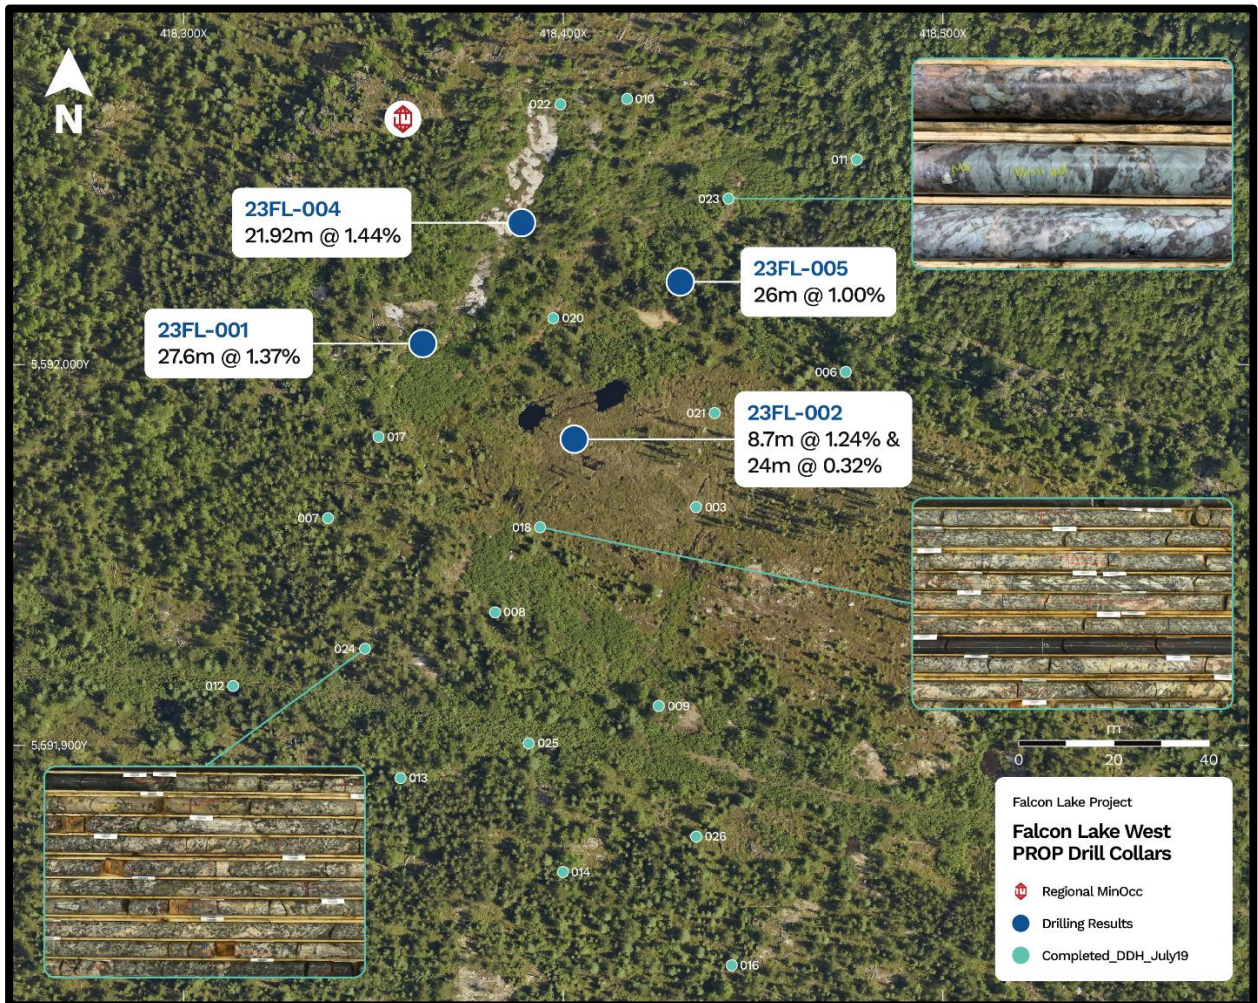 418,300X
418,400X
418,500X
N
022
010
011
023
23FL-004
21.92m @ 1.44%
23FL-005
26m @ 1.00%
020
23FL-001
27.6m @ 1.37%
5,592,000Y
006
021
23FL-002
8.7m @ 1.24% &
24m @ 0.32%
017
003
007
018
008
024
012
009
5,591,900Y
025
013
m
0 20 40
026
014
016
Falcon Lake Project
Falcon Lake West
PROP Drill Collars
Regional MinOcc
Drilling Results
Completed_DDH_July19